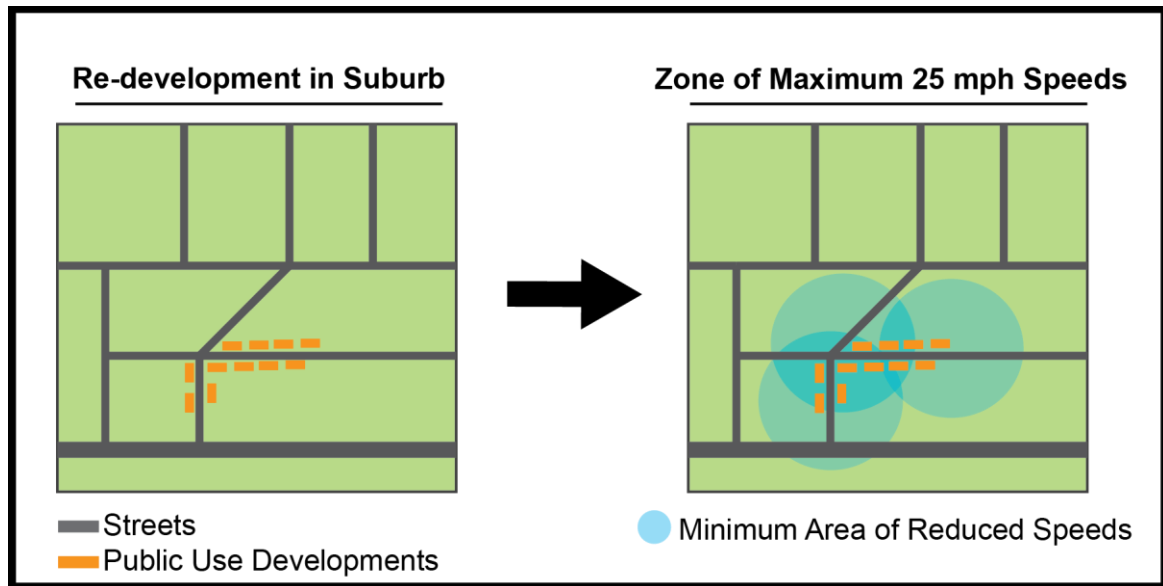 Re-development in Suburb
Zone of Maximum 25 mph Speeds
Streets
Public Use Developments
Minimum Area of Reduced Speeds